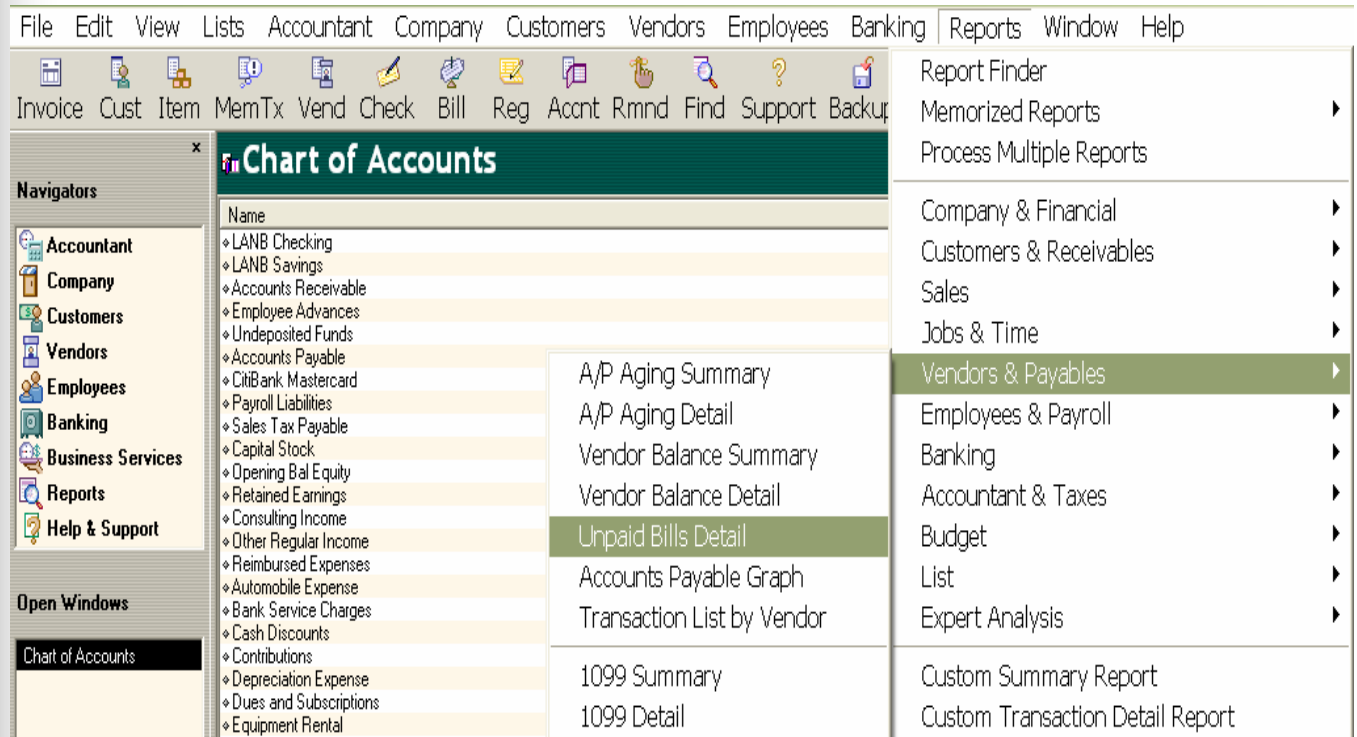 File Edit View Lists Accountant Company Customers Vendors Employees Banking Reports Window Help
Invoice Cust Item MemTx Vend Check Bill Reg Accnt Rmnd Find Support Backup
Navigators
Accountant
Company
Customers
Vendors
Employees
Banking
Business Services
Reports
Help & Support
Open Windows
Chart of Accounts
Chart of Accounts
Name
LANB Checking
LANB Savings
Accounts Receivable
Employee Advances
Undeposited Funds
Accounts Payable
CitiBank Mastercard
Payroll Liabilities
Sales Tax Payable
Capital Stock
Opening Bal Equity
Retained Earnings
Consulting Income
Other Regular Income
Reimbursed Expenses
Automobile Expense
Bank Service Charges
Cash Discounts
Contributions
Depreciation Expense
Dues and Subscriptions
Equipment Rental
A/P Aging Summary
A/P Aging Detail
Vendor Balance Summary
Vendor Balance Detail
Unpaid Bills Detail
Accounts Payable Graph
Transaction List by Vendor
1099 Summary
1099 Detail
Report Finder
Memorized Reports
Process Multiple Reports
Company & Financial
Customers & Receivables
Sales
Jobs & Time
Vendors & Payables
Employees & Payroll
Banking
Accountant & Taxes
Budget
List
Expert Analysis
Custom Summary Report
Custom Transaction Detail Report